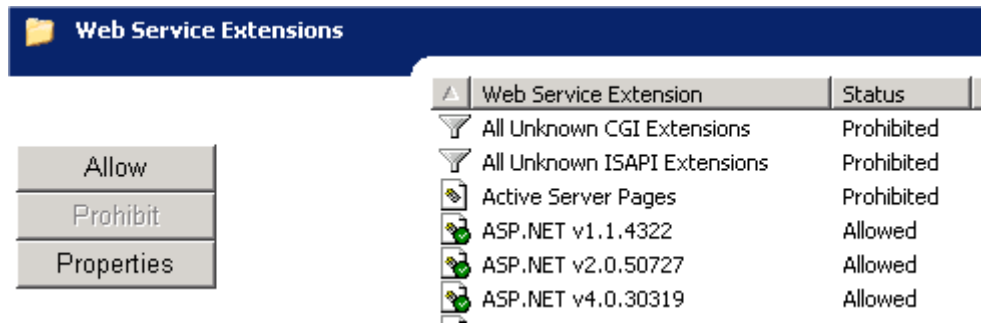 Web Service Extensions
Web Service Extension Status
All Unknown CGI Extensions Prohibited
All Unknown ISAPI Extensions Prohibited
Active Server Pages Prohibited
ASP.NET v1.1.4322 Allowed
ASP.NET v2.0.50727 Allowed
ASP.NET v4.0.30319 Allowed
Allow
Prohibit
Properties